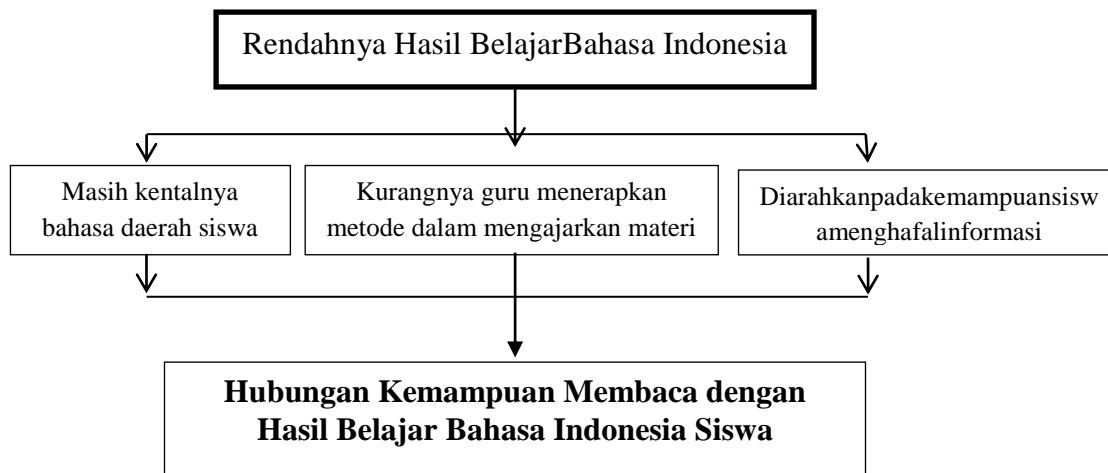 Rendahnya Hasil BelajarBahasa Indonesia
Masih kentalnya
bahasa daerah siswa
Kurangnya guru menerapkan
metode dalam mengajarkan materi
Diarahkanpadakemampuansisw
amenghafalinformasi
Hubungan Kemampuan Membaca dengan
Hasil Belajar Bahasa Indonesia Siswa